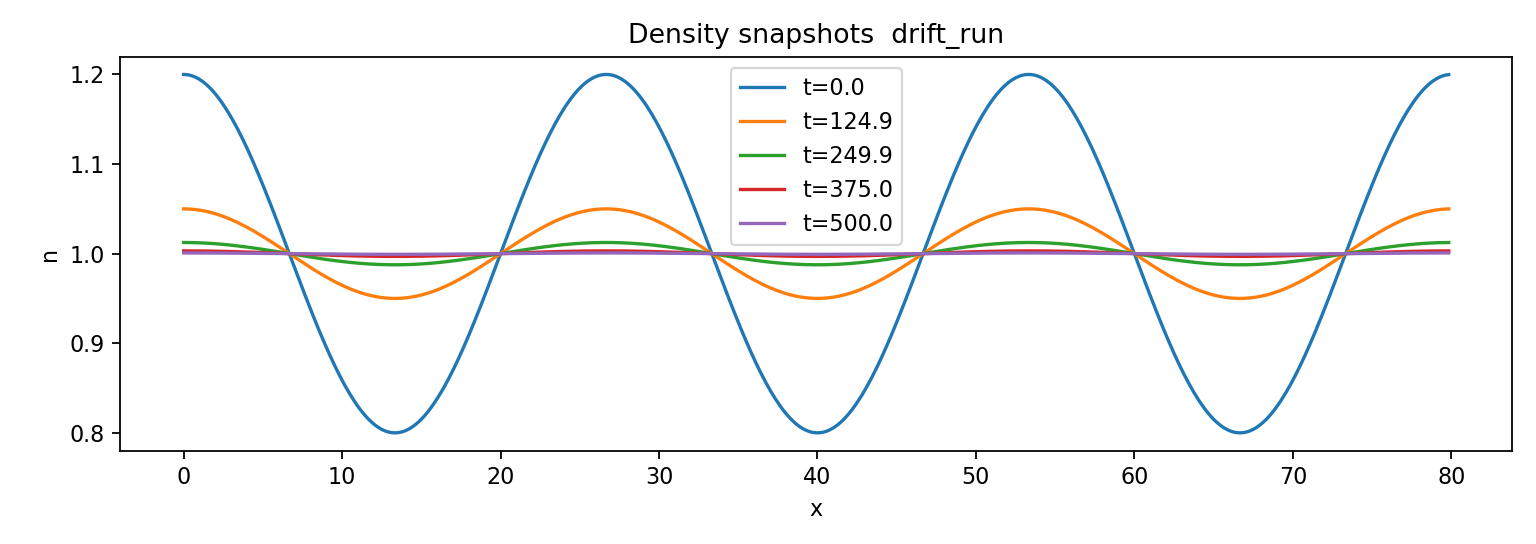 Density snapshots  drift_run
t=0.0
t=124.9
t=249.9
t=375.0
t=500.0
1.2
1.1
1.0
0.9
0.8
n
0 10 20 30 40 50 60 70 80
x